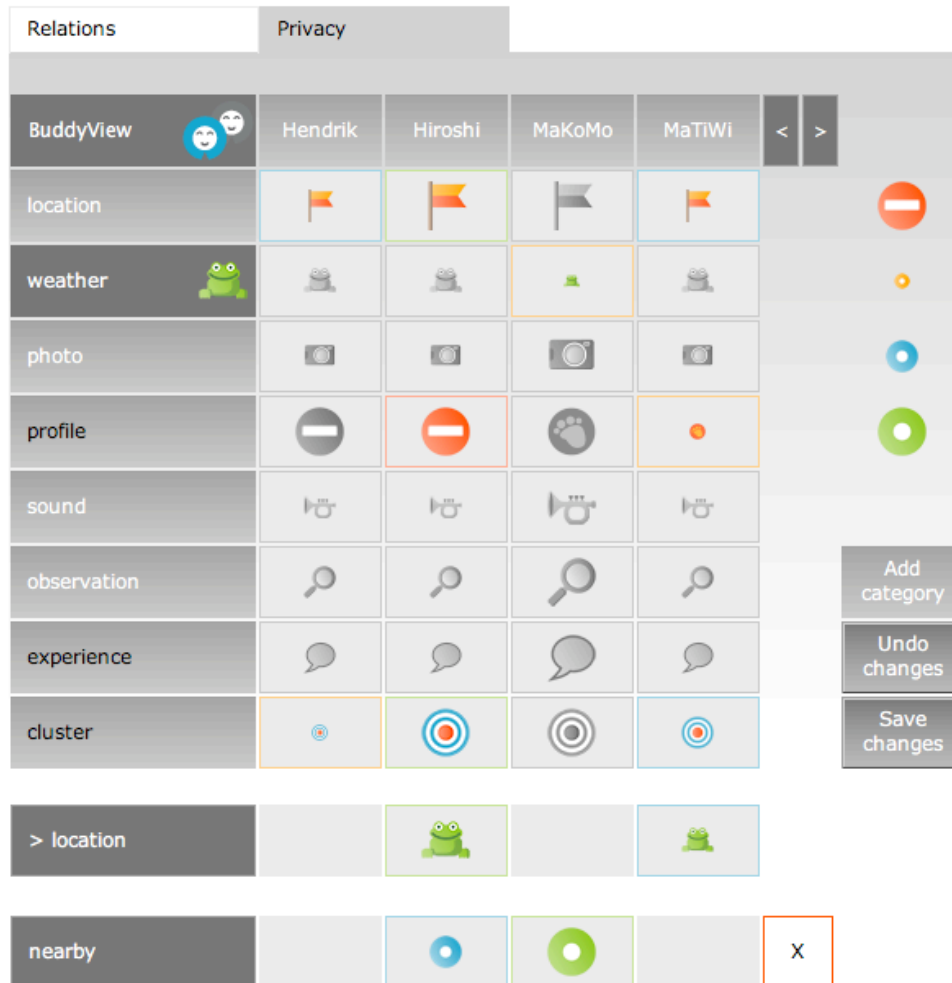 Relations
Privacy
BuddyView
Hendrik
Hiroshi
MaKoMo
MaTiWi
<
>
location
weather
photo
profile
sound
observation
Add
category
experience
Undo
changes
cluster
Save
changes
> location
nearby
X